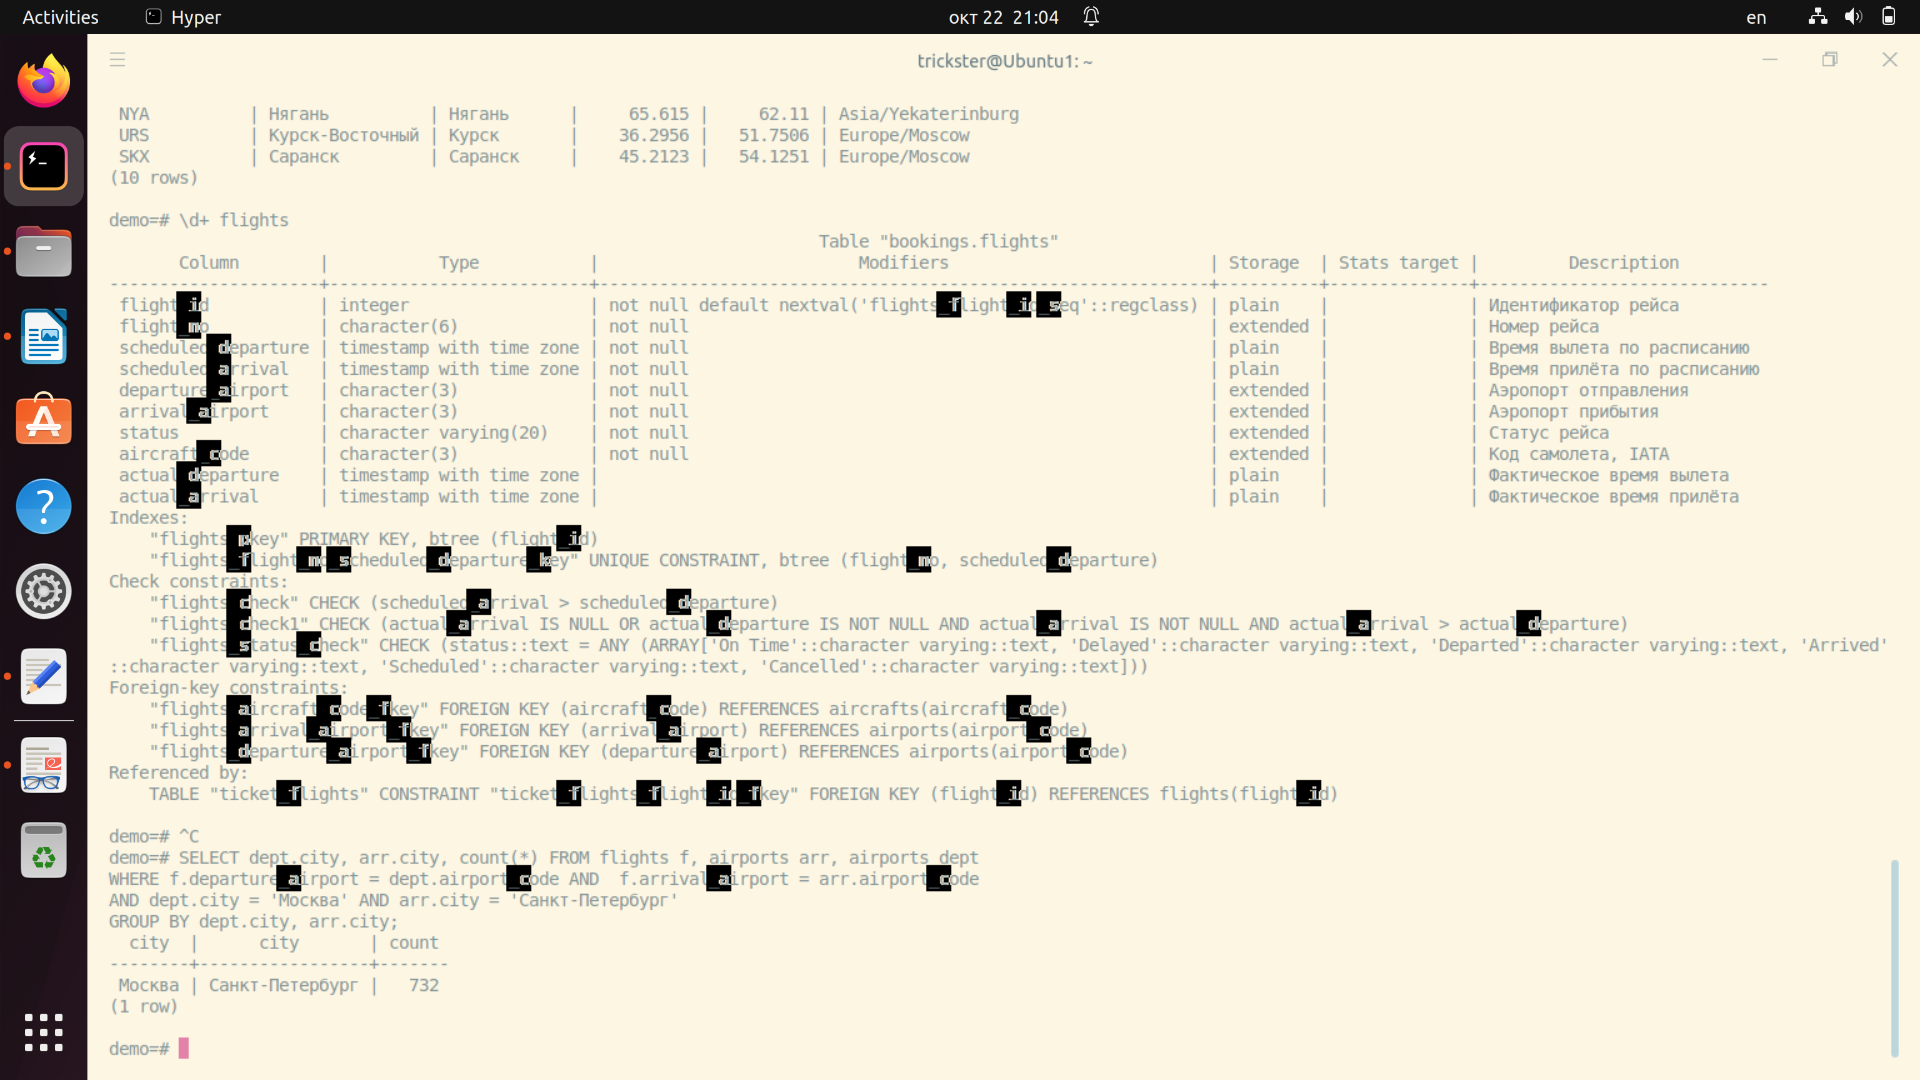 Activities Hyper окт 22 21:04 en
trickster@Ubuntu1: ~
NYA | Нягань | Нягань | 65.615 | 62.11 | Asia/Yekaterinburg
URS | Курск-Восточный | Курск | 36.2956 | 51.7506 | Europe/Moscow
SKX | Саранск | Саранск | 45.2123 | 54.1251 | Europe/Moscow
(10 rows)
demo=# \d+ flights
Table "bookings.flights"
Column | Type | Modifiers | Storage | Stats target | Description
---------------------+--------------------------+-------------------------------------------------------------+----------+--------------+-----------------------------
flight_id | integer | not null default nextval('flights_flight_id_seq'::regclass) | plain | | Идентификатор рейса
flight_no | character(6) | not null | extended | | Номер рейса
scheduled_departure | timestamp with time zone | not null | plain | | Время вылета по расписанию
scheduled_arrival | timestamp with time zone | not null | plain | | Время прилёта по расписанию
departure_airport | character(3) | not null | extended | | Аэропорт отправления
arrival_airport | character(3) | not null | extended | | Аэропорт прибытия
status | character varying(20) | not null | extended | | Статус рейса
aircraft_code | character(3) | not null | extended | | Код самолета, IATA
actual_departure | timestamp with time zone | | plain | | Фактическое время вылета
actual_arrival | timestamp with time zone | | plain | | Фактическое время прилёта
Indexes:
"flights_pkey" PRIMARY KEY, btree (flight_id)
"flights_flight_no_scheduled_departure_key" UNIQUE CONSTRAINT, btree (flight_no, scheduled_departure)
Check constraints:
"flights_check" CHECK (scheduled_arrival > scheduled_departure)
"flights_check1" CHECK (actual_arrival IS NULL OR actual_departure IS NOT NULL AND actual_arrival IS NOT NULL AND actual_arrival > actual_departure)
"flights_status_check" CHECK (status::text = ANY (ARRAY['On Time'::character varying::text, 'Delayed'::character varying::text, 'Departed'::character varying::text, 'Arrived'
::character varying::text, 'Scheduled'::character varying::text, 'Cancelled'::character varying::text]))
Foreign-key constraints:
"flights_aircraft_code_fkey" FOREIGN KEY (aircraft_code) REFERENCES aircrafts(aircraft_code)
"flights_arrival_airport_fkey" FOREIGN KEY (arrival_airport) REFERENCES airports(airport_code)
"flights_departure_airport_fkey" FOREIGN KEY (departure_airport) REFERENCES airports(airport_code)
Referenced by:
TABLE "ticket_flights" CONSTRAINT "ticket_flights_flight_id_fkey" FOREIGN KEY (flight_id) REFERENCES flights(flight_id)
demo=# ^C
demo=# SELECT dept.city, arr.city, count(*) FROM flights f, airports arr, airports dept
WHERE f.departure_airport = dept.airport_code AND  f.arrival_airport = arr.airport_code
AND dept.city = 'Москва' AND arr.city = 'Санкт-Петербург'
GROUP BY dept.city, arr.city;
city | city | count
--------+-----------------+-------
Москва | Санкт-Петербург | 732
(1 row)
demo=#